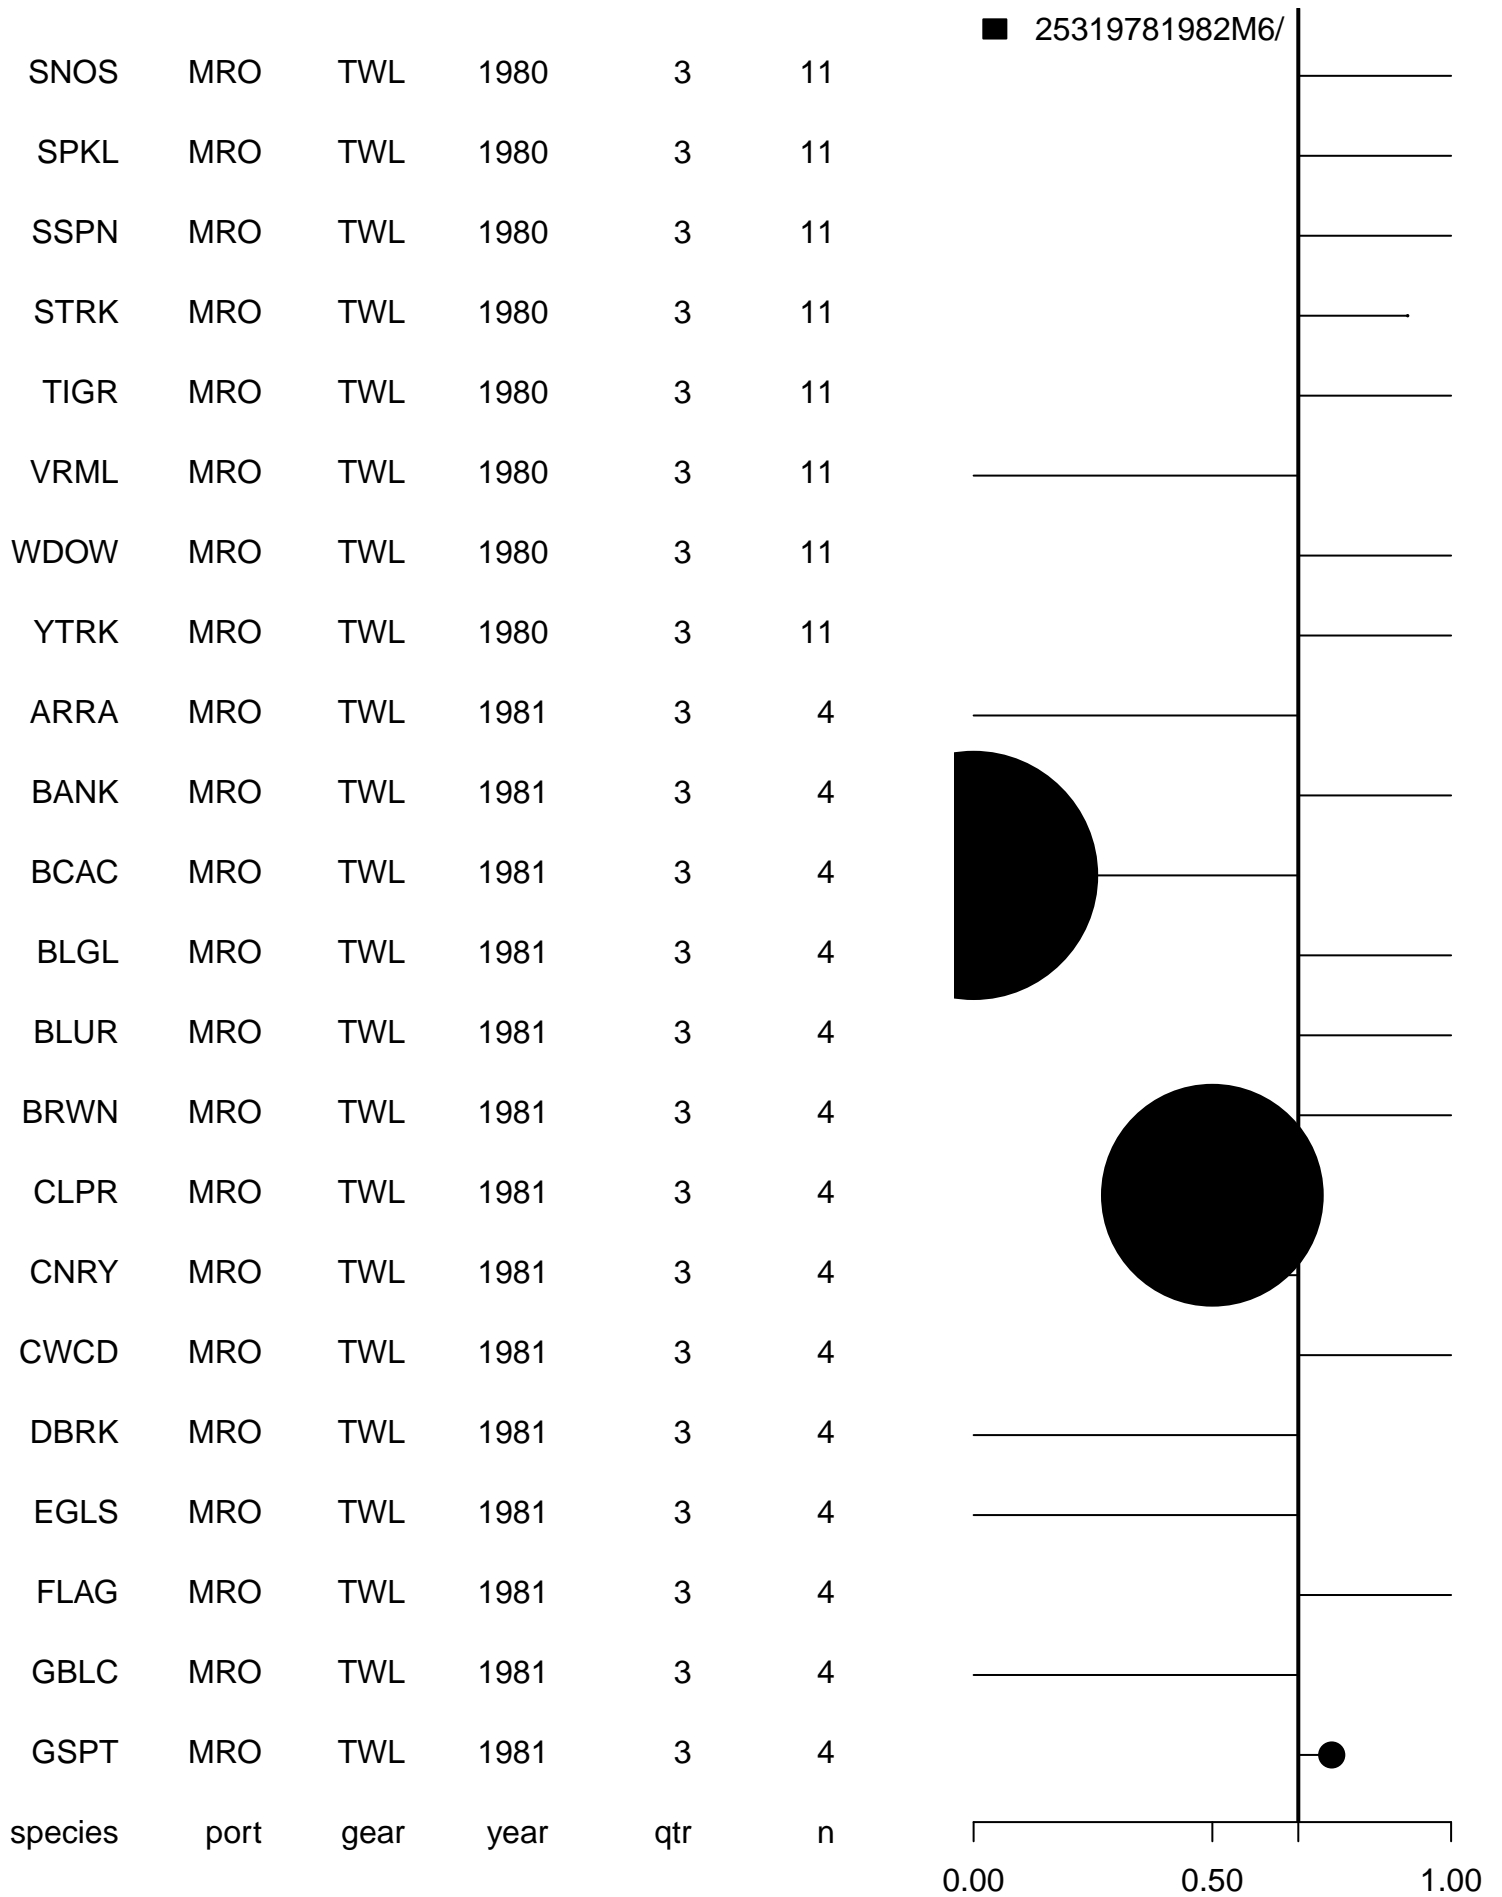 25319781982M6/
SNOS MRO TWL 1980 3 11
SPKL MRO TWL 1980 3 11
SSPN MRO TWL 1980 3 11
STRK MRO TWL 1980 3 11
TIGR MRO TWL 1980 3 11
VRML MRO TWL 1980 3 11
WDOW MRO TWL 1980 3 11
YTRK MRO TWL 1980 3 11
ARRA MRO TWL 1981 3 4
BANK MRO TWL 1981 3 4
BCAC MRO TWL 1981 3 4
BLGL MRO TWL 1981 3 4
BLUR MRO TWL 1981 3 4
BRWN MRO TWL 1981 3 4
CLPR MRO TWL 1981 3 4
CNRY MRO TWL 1981 3 4
CWCD MRO TWL 1981 3 4
DBRK MRO TWL 1981 3 4
EGLS MRO TWL 1981 3 4
FLAG MRO TWL 1981 3 4
GBLC MRO TWL 1981 3 4
GSPT MRO TWL 1981 3 4
species port gear year qtr n
0.00 0.50 1.00